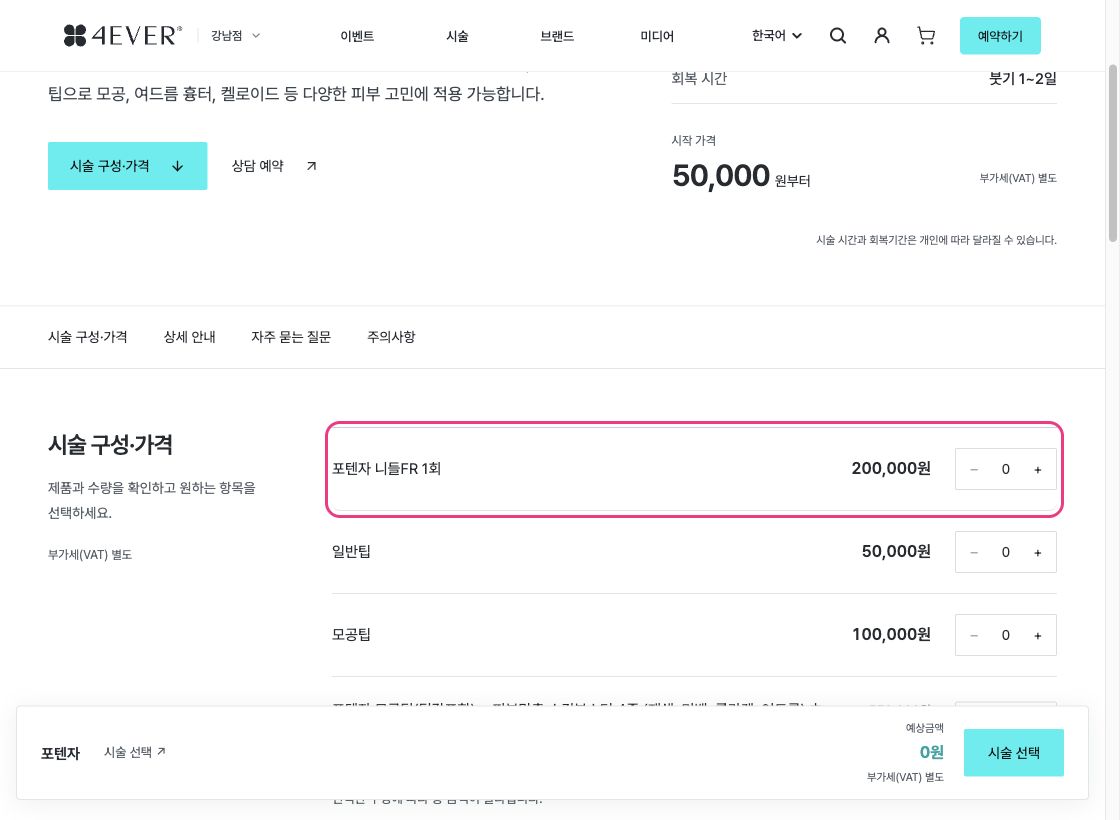 4EVER®
강남점
이벤트
시술
브랜드
미디어
한국어
예약하기
팁으로 모공, 여드름 흉터, 켈로이드 등 다양한 피부 고민에 적용 가능합니다.
시술 구성·가격 ↓
상담 예약 ↗
회복 시간
붓기 1~2일
시작 가격
50,000 원부터
부가세(VAT) 별도
시술 시간과 회복기간은 개인에 따라 달라질 수 있습니다.
시술 구성·가격
상세 안내
자주 묻는 질문
주의사항
시술 구성·가격
제품과 수량을 확인하고 원하는 항목을
선택하세요.
부가세(VAT) 별도
포텐자 니들FR 1회
200,000원
− 0 +
일반팁
50,000원
− 0 +
모공팁
100,000원
− 0 +
포텐자
시술 선택 ↗
예상금액
0원
부가세(VAT) 별도
시술 선택